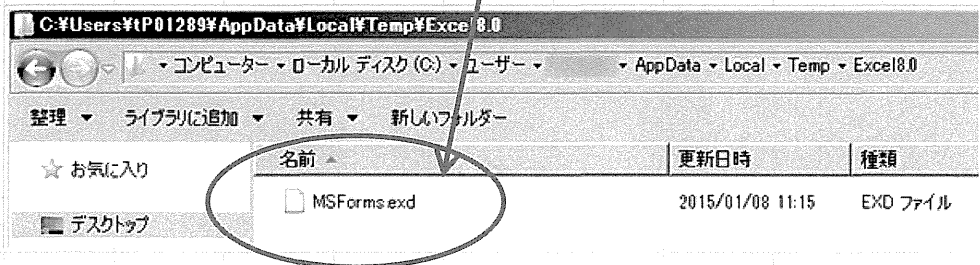 C:¥Users¥tP01289¥AppData¥Local¥Temp¥Excel8.0
コンピューター ローカル ディスク (C:) ユーザー AppData Local Temp Excel8.0
整理 ライブラリに追加 共有 新しいフォルダー
お気に入り 名前 更新日時 種類
MSForms.exd 2015/01/08 11:15 EXD ファイル
デスクトップ